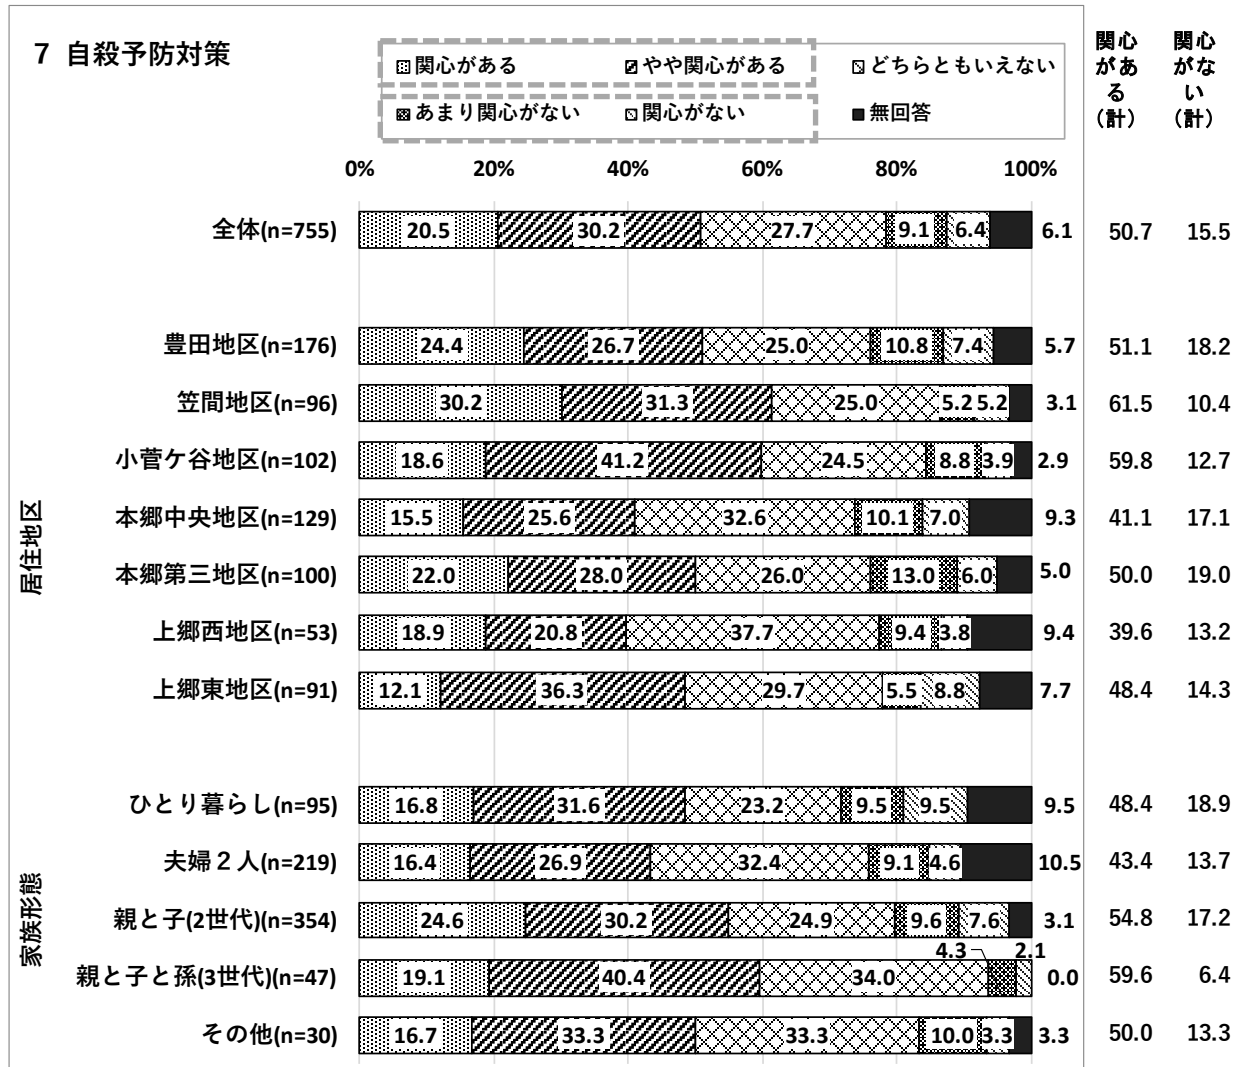 7 自殺予防対策
関心がある やや関心がある どちらともいえない
あまり関心がない 関心がない 無回答
関心がある（計） 関心がない（計）
0% 20% 40% 60% 80% 100%
全体(n=755) 20.5 30.2 27.7 9.1 6.4 6.1 50.7 15.5
居住地区
豊田地区(n=176) 24.4 26.7 25.0 10.8 7.4 5.7 51.1 18.2
笠間地区(n=96) 30.2 31.3 25.0 5.2 5.2 3.1 61.5 10.4
小菅ケ谷地区(n=102) 18.6 41.2 24.5 8.8 3.9 2.9 59.8 12.7
本郷中央地区(n=129) 15.5 25.6 32.6 10.1 7.0 9.3 41.1 17.1
本郷第三地区(n=100) 22.0 28.0 26.0 13.0 6.0 5.0 50.0 19.0
上郷西地区(n=53) 18.9 20.8 37.7 9.4 3.8 9.4 39.6 13.2
上郷東地区(n=91) 12.1 36.3 29.7 5.5 8.8 7.7 48.4 14.3
家族形態
ひとり暮らし(n=95) 16.8 31.6 23.2 9.5 9.5 9.5 48.4 18.9
夫婦２人(n=219) 16.4 26.9 32.4 9.1 4.6 10.5 43.4 13.7
親と子(2世代)(n=354) 24.6 30.2 24.9 9.6 7.6 3.1 54.8 17.2
親と子と孫(3世代)(n=47) 19.1 40.4 34.0 4.3 2.1 0.0 59.6 6.4
その他(n=30) 16.7 33.3 33.3 10.0 3.3 3.3 50.0 13.3